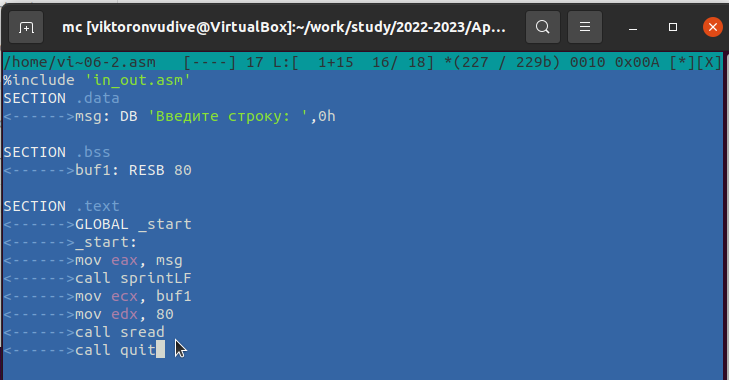 mc [viktoronvudive@VirtualBox]:~/work/study/2022-2023/Ap...
/home/vi~06-2.asm   [----] 17 L:[  1+15  16/ 18] *(227 / 229b) 0010 0x00A [*][X]
%include 'in_out.asm'
SECTION .data
<------>msg: DB 'Введите строку: ',0h
SECTION .bss
<------>buf1: RESB 80
SECTION .text
<------>GLOBAL _start
<------>_start:
<------>mov eax, msg
<------>call sprintLF
<------>mov ecx, buf1
<------>mov edx, 80
<------>call sread
<------>call quit